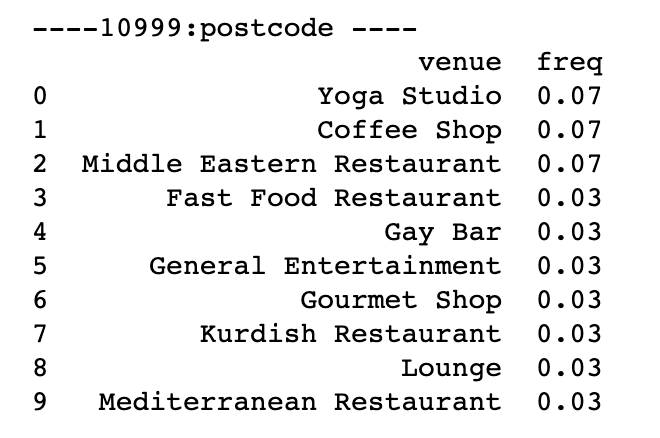 ----10999:postcode ----
venue freq
0 Yoga Studio 0.07
1 Coffee Shop 0.07
2 Middle Eastern Restaurant 0.07
3 Fast Food Restaurant 0.03
4 Gay Bar 0.03
5 General Entertainment 0.03
6 Gourmet Shop 0.03
7 Kurdish Restaurant 0.03
8 Lounge 0.03
9 Mediterranean Restaurant 0.03